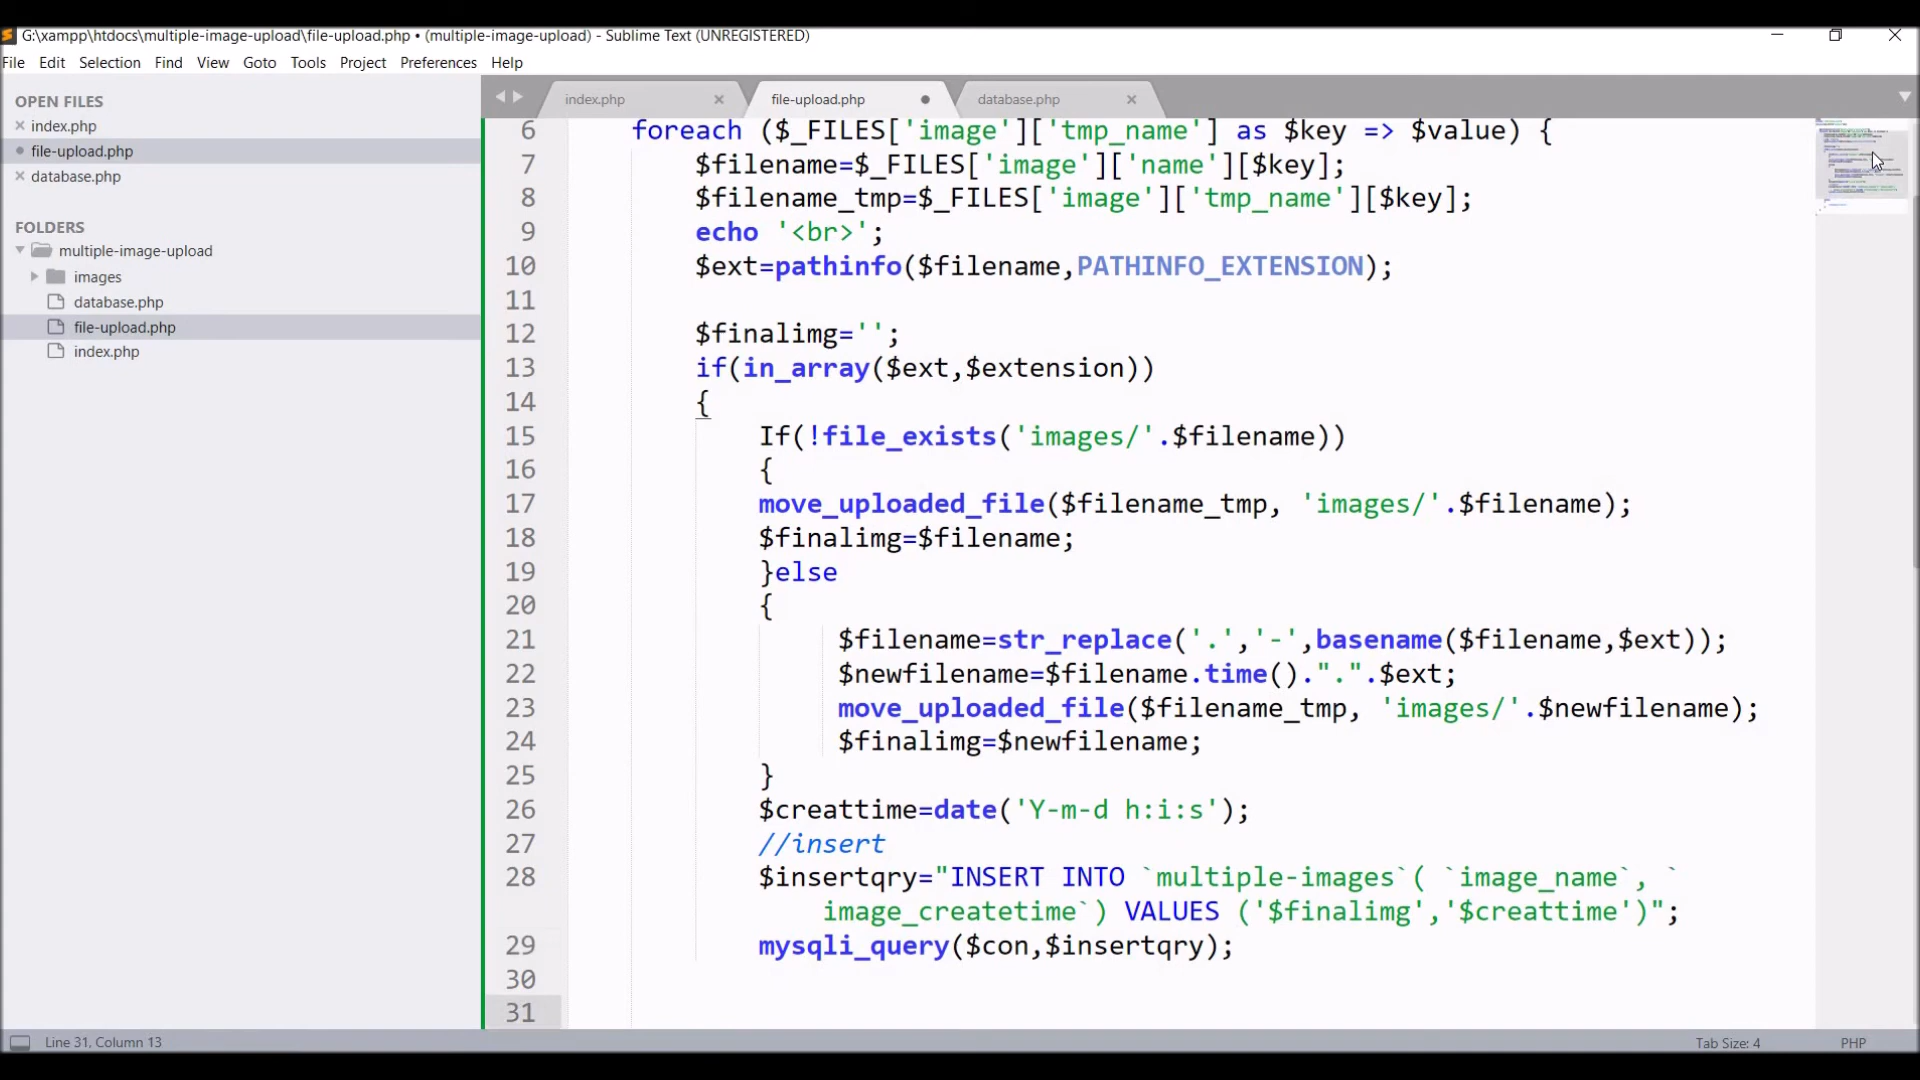 G:\xampp\htdocs\multiple-image-upload\file-upload.php • (multiple-image-upload) - Sublime Text (UNREGISTERED)
File Edit Selection Find View Goto Tools Project Preferences Help
OPEN FILES
index.php
file-upload.php
database.php
FOLDERS
multiple-image-upload
images
database.php
file-upload.php
index.php
index.php file-upload.php database.php
6 foreach ($_FILES['image']['tmp_name'] as $key => $value) {
7 $filename=$_FILES['image']['name'][$key];
8 $filename_tmp=$_FILES['image']['tmp_name'][$key];
9 echo '<br>';
10 $ext=pathinfo($filename,PATHINFO_EXTENSION);
11
12 $finalimg='';
13 if(in_array($ext,$extension))
14 {
15 If(!file_exists('images/'.$filename))
16 {
17 move_uploaded_file($filename_tmp, 'images/'.$filename);
18 $finalimg=$filename;
19 }else
20 {
21 $filename=str_replace('.','-',basename($filename,$ext));
22 $newfilename=$filename.time().".".$ext;
23 move_uploaded_file($filename_tmp, 'images/'.$newfilename);
24 $finalimg=$newfilename;
25 }
26 $creattime=date('Y-m-d h:i:s');
27 //insert
28 $insertqry="INSERT INTO `multiple-images`( `image_name`, `
image_createtime`) VALUES ('$finalimg','$creattime')";
29 mysqli_query($con,$insertqry);
30
31
Line 31, Column 13
Tab Size: 4
PHP